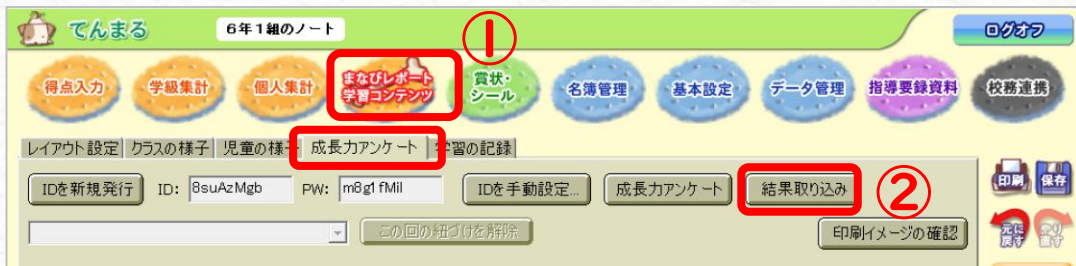 てんまる 6年1組のノート ① ログオフ
得点入力 学級集計 個人集計 まなびレポート 学習コンテンツ 賞状・シール 名簿管理 基本設定 データ管理 指導要録資料 校務連携
レイアウト設定 クラスの様子 児童の様子 成長力アンケート 学習の記録
IDを新規発行 ID: 8suAzMgb PW: m8g1fMil IDを手動設定... 成長力アンケート 結果取り込み ② 印刷 保存
この回の紐づけを解除 印刷イメージの確認 元に戻す やり直す